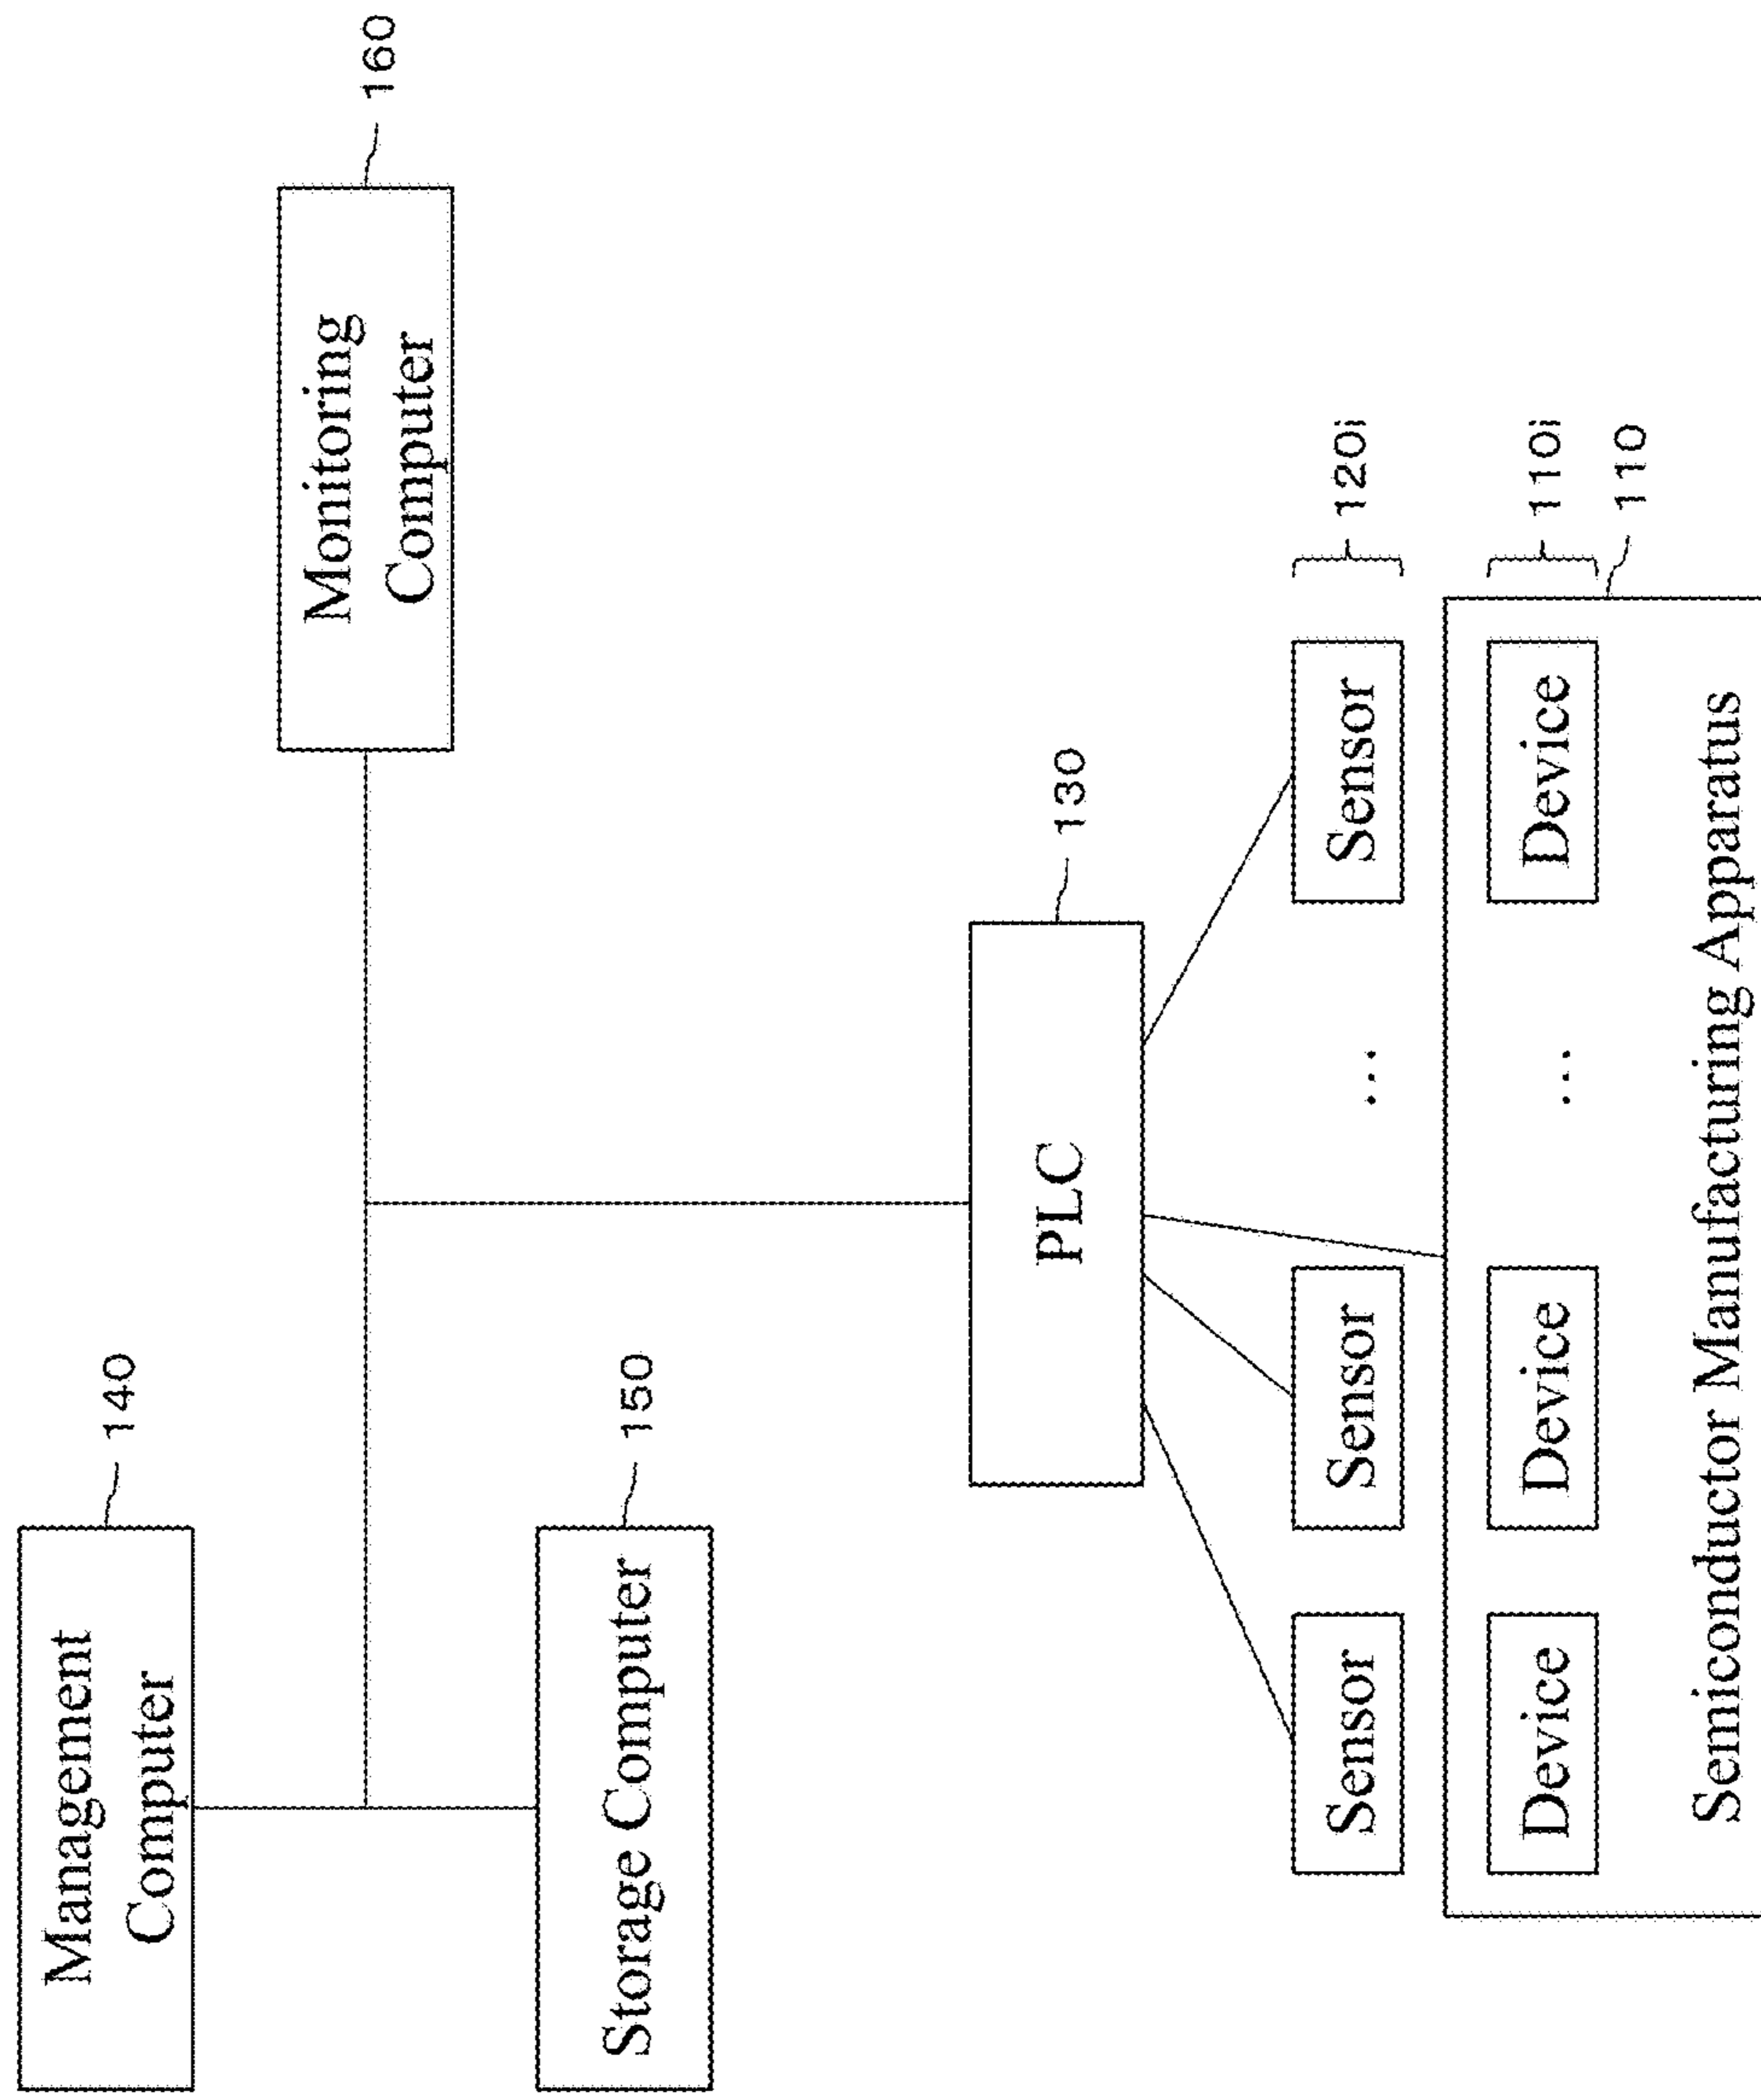 Management
Computer
140
Storage Computer
150
Monitoring
Computer
160
PLC
130
Sensor
Sensor
...
Sensor
120i
Device
Device
...
Device
110i
110
Semiconductor Manufacturing Apparatus